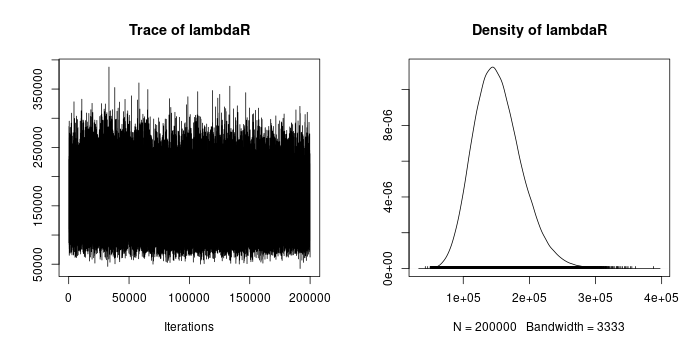 Trace of lambdaR
350000
250000
150000
50000
0 50000 100000 150000 200000
Iterations
Density of lambdaR
8e-06
4e-06
0e+00
1e+05 2e+05 3e+05 4e+05
N = 200000 Bandwidth = 3333